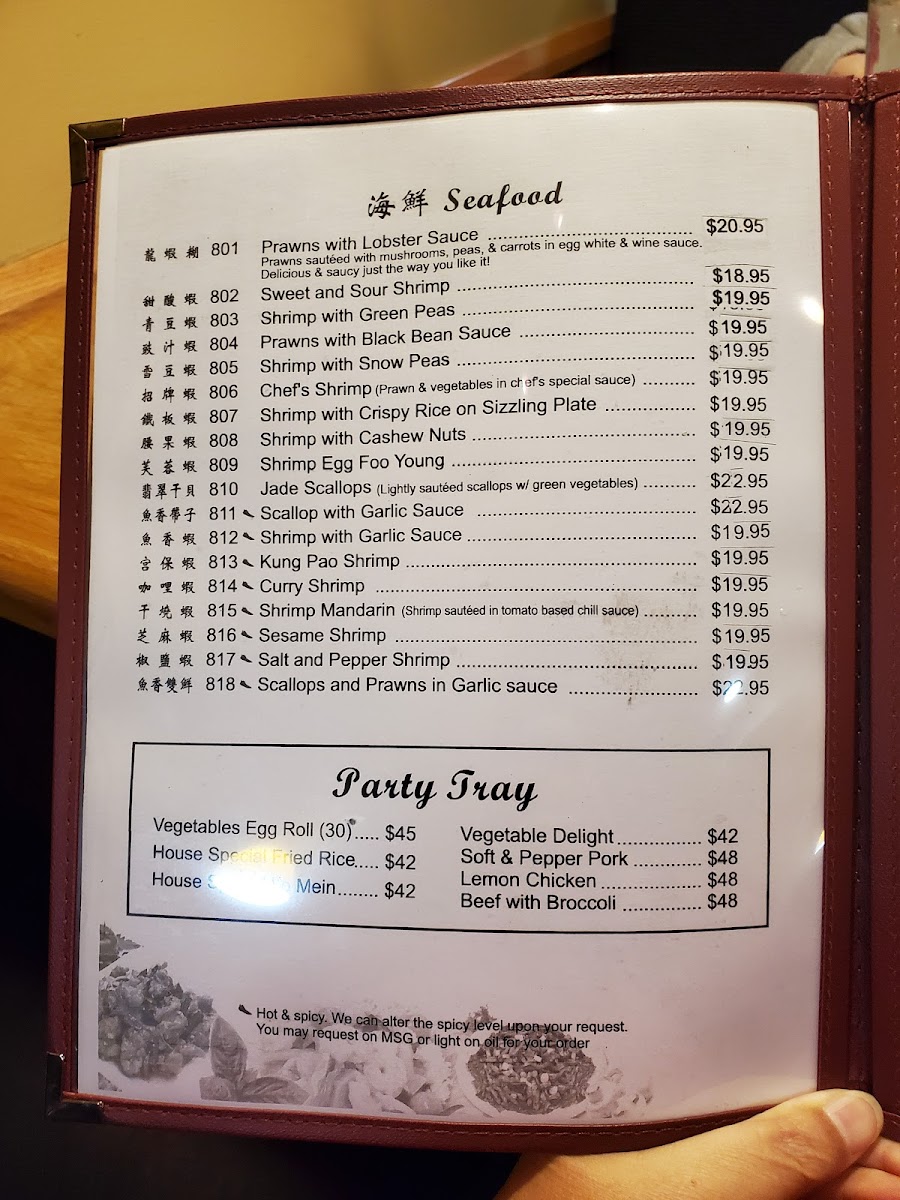 海鮮 Seafood
龍蝦糊 801 Prawns with Lobster Sauce $20.95
Prawns sautéed with mushrooms, peas, & carrots in egg white & wine sauce.
Delicious & saucy just the way you like it!
甜酸蝦 802 Sweet and Sour Shrimp $18.95
青豆蝦 803 Shrimp with Green Peas $19.95
豉汁蝦 804 Prawns with Black Bean Sauce $19.95
雪豆蝦 805 Shrimp with Snow Peas $19.95
招牌蝦 806 Chef's Shrimp (Prawn & vegetables in chef's special sauce) $19.95
鐵板蝦 807 Shrimp with Crispy Rice on Sizzling Plate $19.95
腰果蝦 808 Shrimp with Cashew Nuts $19.95
芙蓉蝦 809 Shrimp Egg Foo Young $19.95
翡翠干貝 810 Jade Scallops (Lightly sautéed scallops w/ green vegetables) $22.95
魚香帶子 811 Scallop with Garlic Sauce $22.95
魚香蝦 812 Shrimp with Garlic Sauce $19.95
宮保蝦 813 Kung Pao Shrimp $19.95
咖哩蝦 814 Curry Shrimp $19.95
干燒蝦 815 Shrimp Mandarin (Shrimp sautéed in tomato based chill sauce) $19.95
芝麻蝦 816 Sesame Shrimp $19.95
椒鹽蝦 817 Salt and Pepper Shrimp $19.95
魚香雙鮮 818 Scallops and Prawns in Garlic sauce $22.95
Party Tray
Vegetables Egg Roll (30) $45
House Special Fried Rice $42
House Mein $42
Vegetable Delight $42
Soft & Pepper Pork $48
Lemon Chicken $48
Beef with Broccoli $48
Hot & spicy. We can alter the spicy level upon your request.
You may request on MSG or light on oil for your order